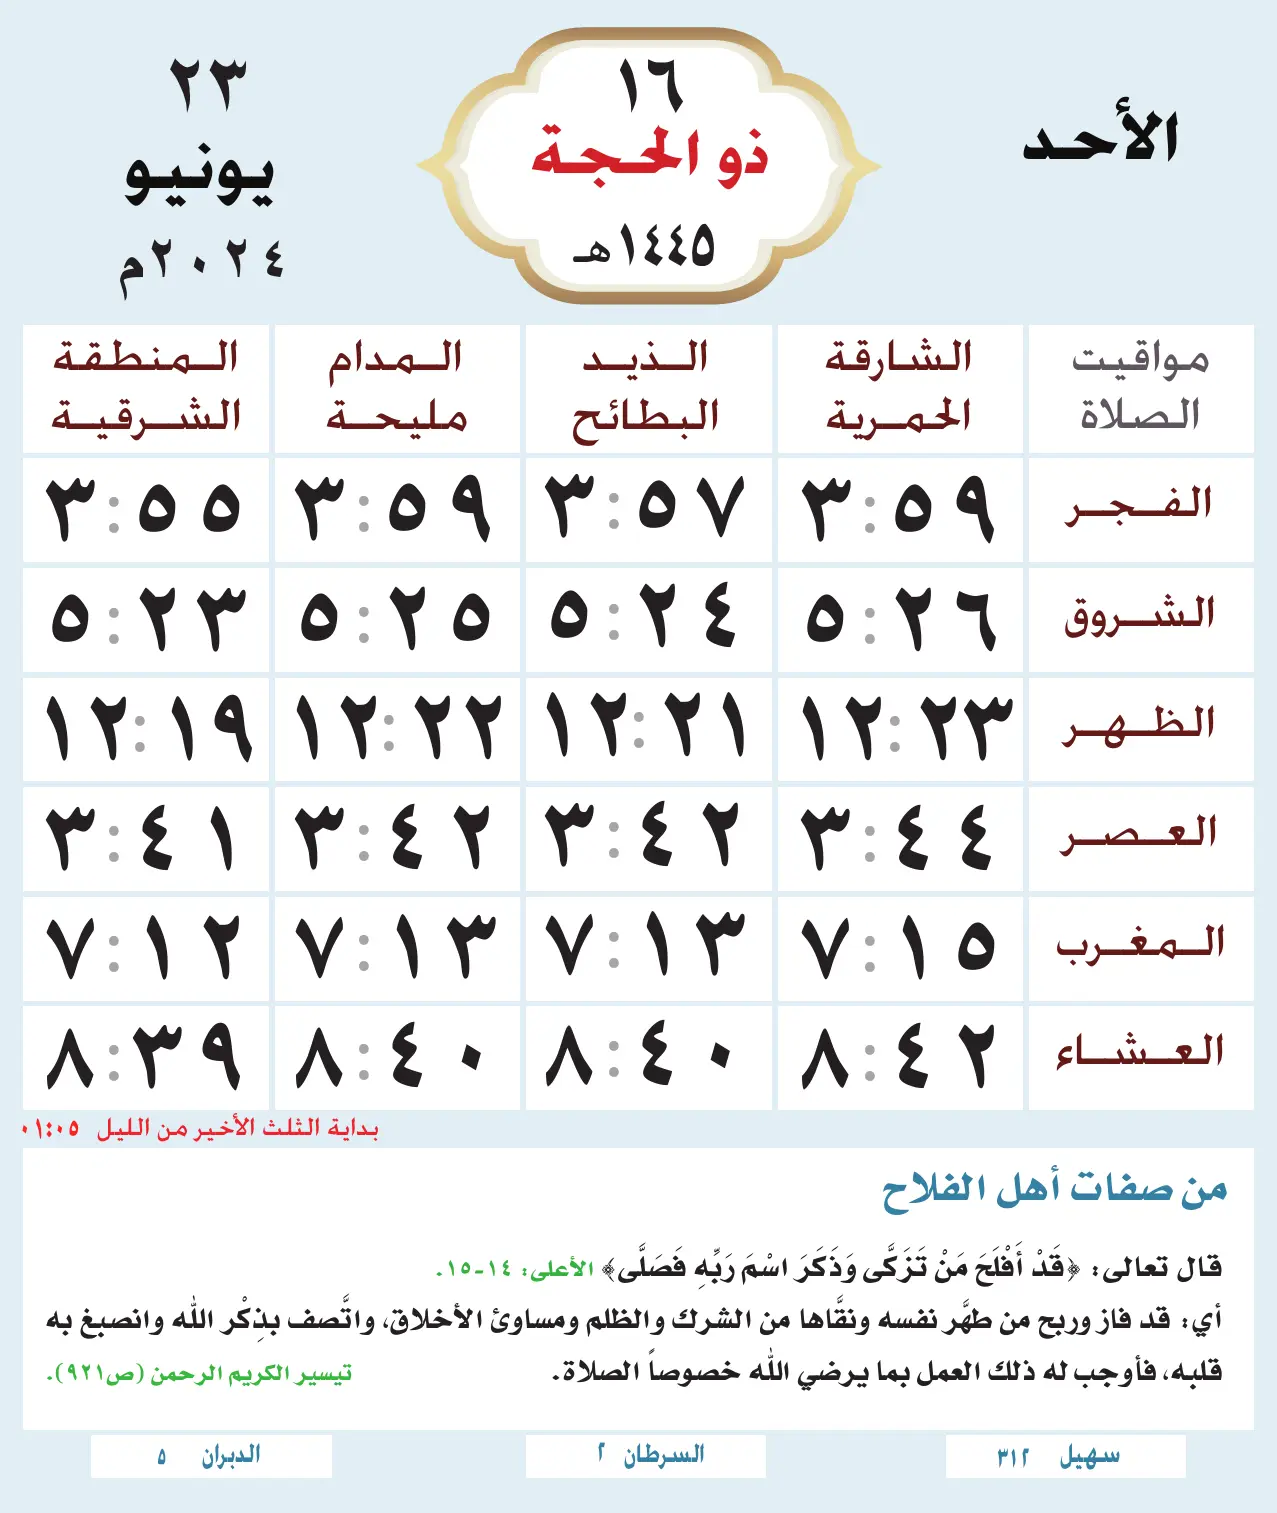 الأحد
١٦
ذو الحجة
١٤٤٥هـ
٢٣
يونيو
٢٠٢٤م
مواقيت الصلاة
الشارقة الحمرية
الذيد البطائح
المدام مليحة
المنطقة الشرقية
الفجر ٣:٥٩ ٣:٥٧ ٣:٥٩ ٣:٥٥
الشروق ٥:٢٦ ٥:٢٤ ٥:٢٥ ٥:٢٣
الظهر ١٢:٢٣ ١٢:٢١ ١٢:٢٢ ١٢:١٩
العصر ٣:٤٤ ٣:٤٢ ٣:٤٢ ٣:٤١
المغرب ٧:١٥ ٧:١٣ ٧:١٣ ٧:١٢
العشاء ٨:٤٢ ٨:٤٠ ٨:٤٠ ٨:٣٩
بداية الثلث الأخير من الليل ٠١:٠٥
من صفات أهل الفلاح
قال تعالى: ﴿قَدْ أَفْلَحَ مَنْ تَزَكَّى وَذَكَرَ اسْمَ رَبِّهِ فَصَلَّى﴾ الأعلى: ١٤-١٥.
أي: قد فاز وربح من طهَّر نفسه ونقَّاها من الشرك والظلم ومساوئ الأخلاق، واتَّصف بذِكْر الله وانصبغ به
قلبه، فأوجب له ذلك العمل بما يرضي الله خصوصاً الصلاة. تيسير الكريم الرحمن (ص٩٢١).
سهيل ٣١٢
السرطان ٢
الدبران ٥